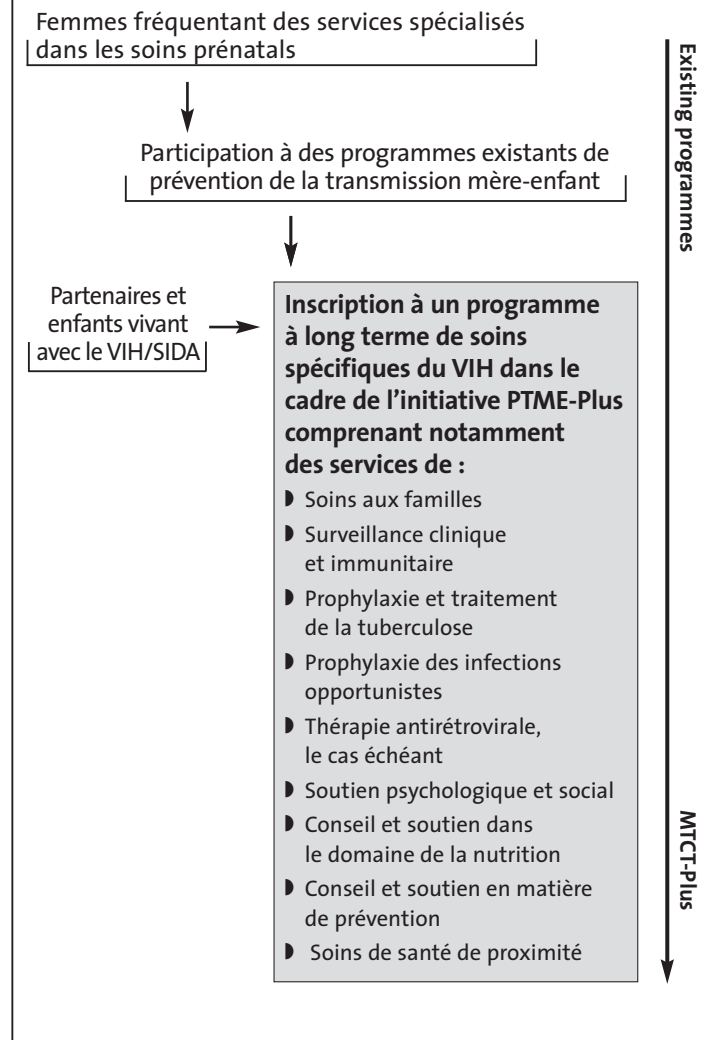 Femmes fréquentant des services spécialisés
dans les soins prénatals
Participation à des programmes existants de
prévention de la transmission mère-enfant
Partenaires et
enfants vivant
avec le VIH/SIDA
Inscription à un programme
à long terme de soins
spécifiques du VIH dans le
cadre de l’initiative PTME-Plus
comprenant notamment
des services de :
◗ Soins aux familles
◗ Surveillance clinique
et immunitaire
◗ Prophylaxie et traitement
de la tuberculose
◗ Prophylaxie des infections
opportunistes
◗ Thérapie antirétrovirale,
le cas échéant
◗ Soutien psychologique et social
◗ Conseil et soutien dans
le domaine de la nutrition
◗ Conseil et soutien en matière
de prévention
◗ Soins de santé de proximité
Existing programmes
MTCT-Plus